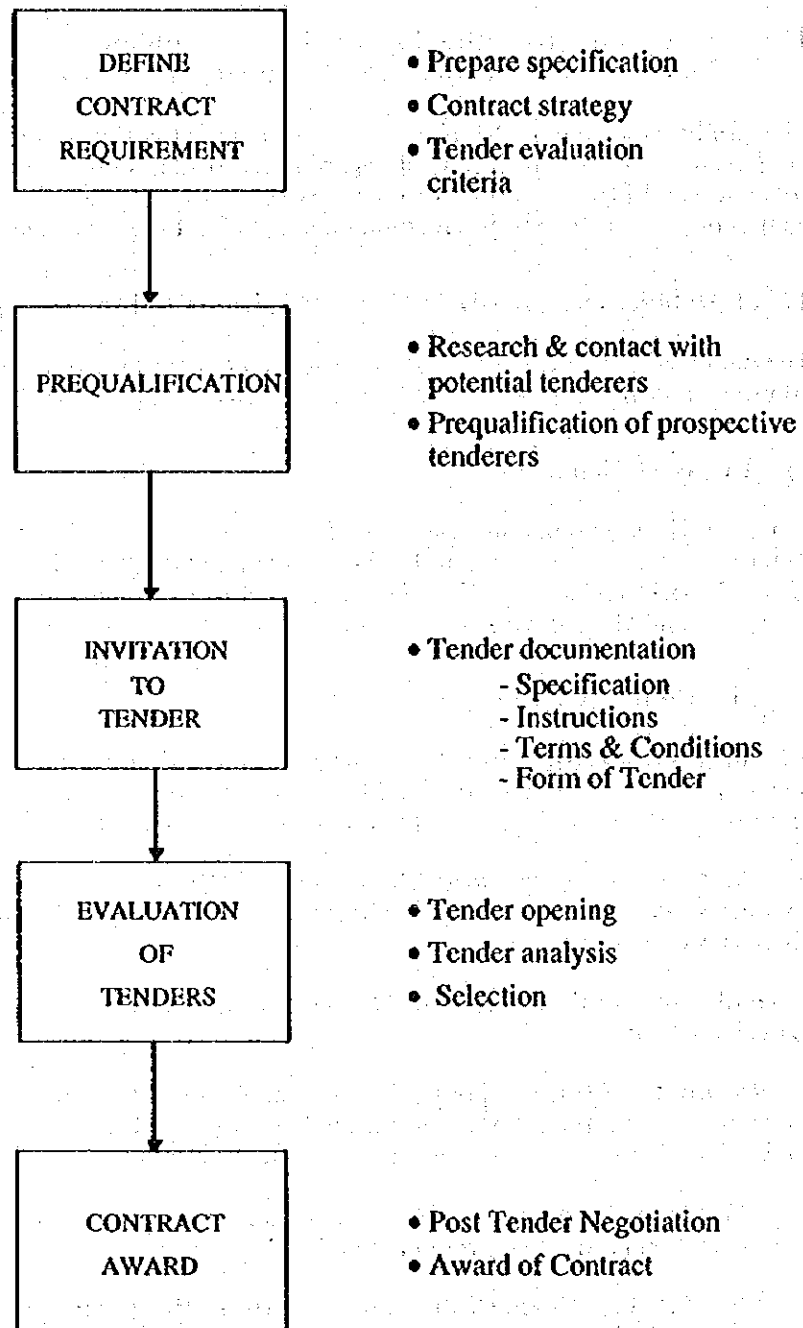 DEFINE
CONTRACT
REQUIREMENT
• Prepare specification
• Contract strategy
• Tender evaluation
criteria
PREQUALIFICATION
• Research & contact with
potential tenderers
• Prequalification of prospective
tenderers
INVITATION
TO
TENDER
• Tender documentation
- Specification
- Instructions
- Terms & Conditions
- Form of Tender
EVALUATION
OF
TENDERS
• Tender opening
• Tender analysis
• Selection
CONTRACT
AWARD
• Post Tender Negotiation
• Award of Contract